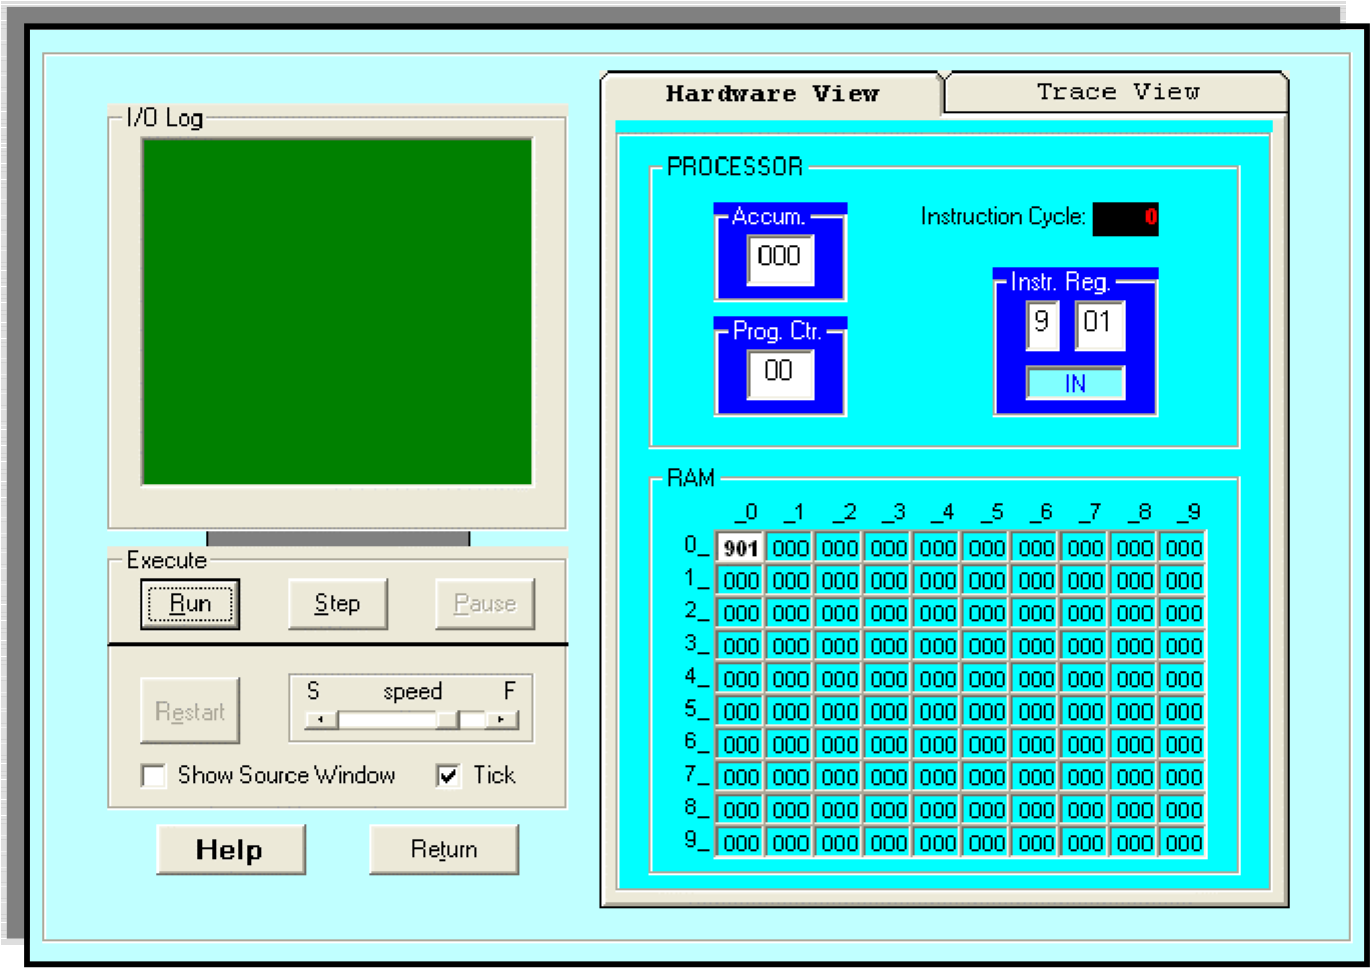 I/O Log
Execute
Run Step Pause
Restart
S speed F
Show Source Window Tick
Help Return
Hardware View Trace View
PROCESSOR
Accum.
000
Prog. Ctr.
00
Instruction Cycle: 0
Instr. Reg.
9 01
IN
RAM
_0 _1 _2 _3 _4 _5 _6 _7 _8 _9
0_ 901 000 000 000 000 000 000 000 000 000
1_ 000 000 000 000 000 000 000 000 000 000
2_ 000 000 000 000 000 000 000 000 000 000
3_ 000 000 000 000 000 000 000 000 000 000
4_ 000 000 000 000 000 000 000 000 000 000
5_ 000 000 000 000 000 000 000 000 000 000
6_ 000 000 000 000 000 000 000 000 000 000
7_ 000 000 000 000 000 000 000 000 000 000
8_ 000 000 000 000 000 000 000 000 000 000
9_ 000 000 000 000 000 000 000 000 000 000